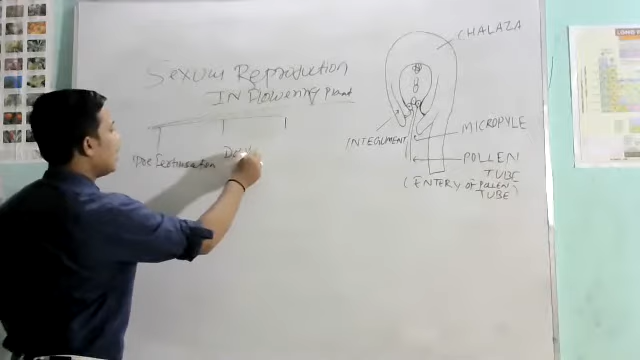 Sexual Reproduction
IN Flowering Plant
Pre Fertilisation
CHALAZA
INTEGUMENT
MICROPYLE
POLLEN
TUBE
(ENTERY OF POLLEN
TUBE)